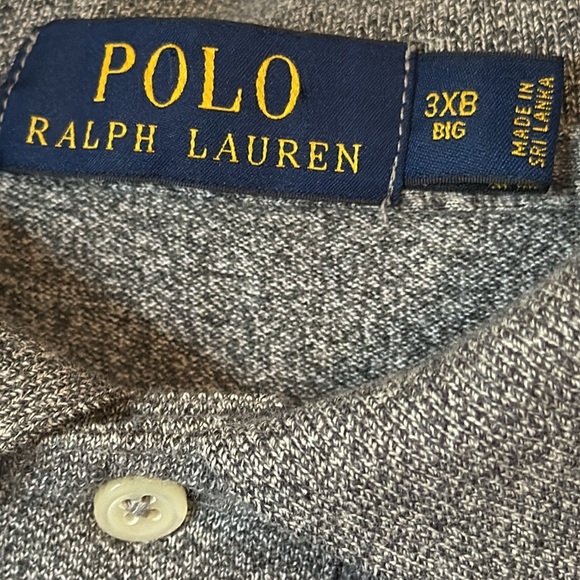 POLO
RALPH LAUREN
3XB
BIG
MADE IN
SRI LANKA